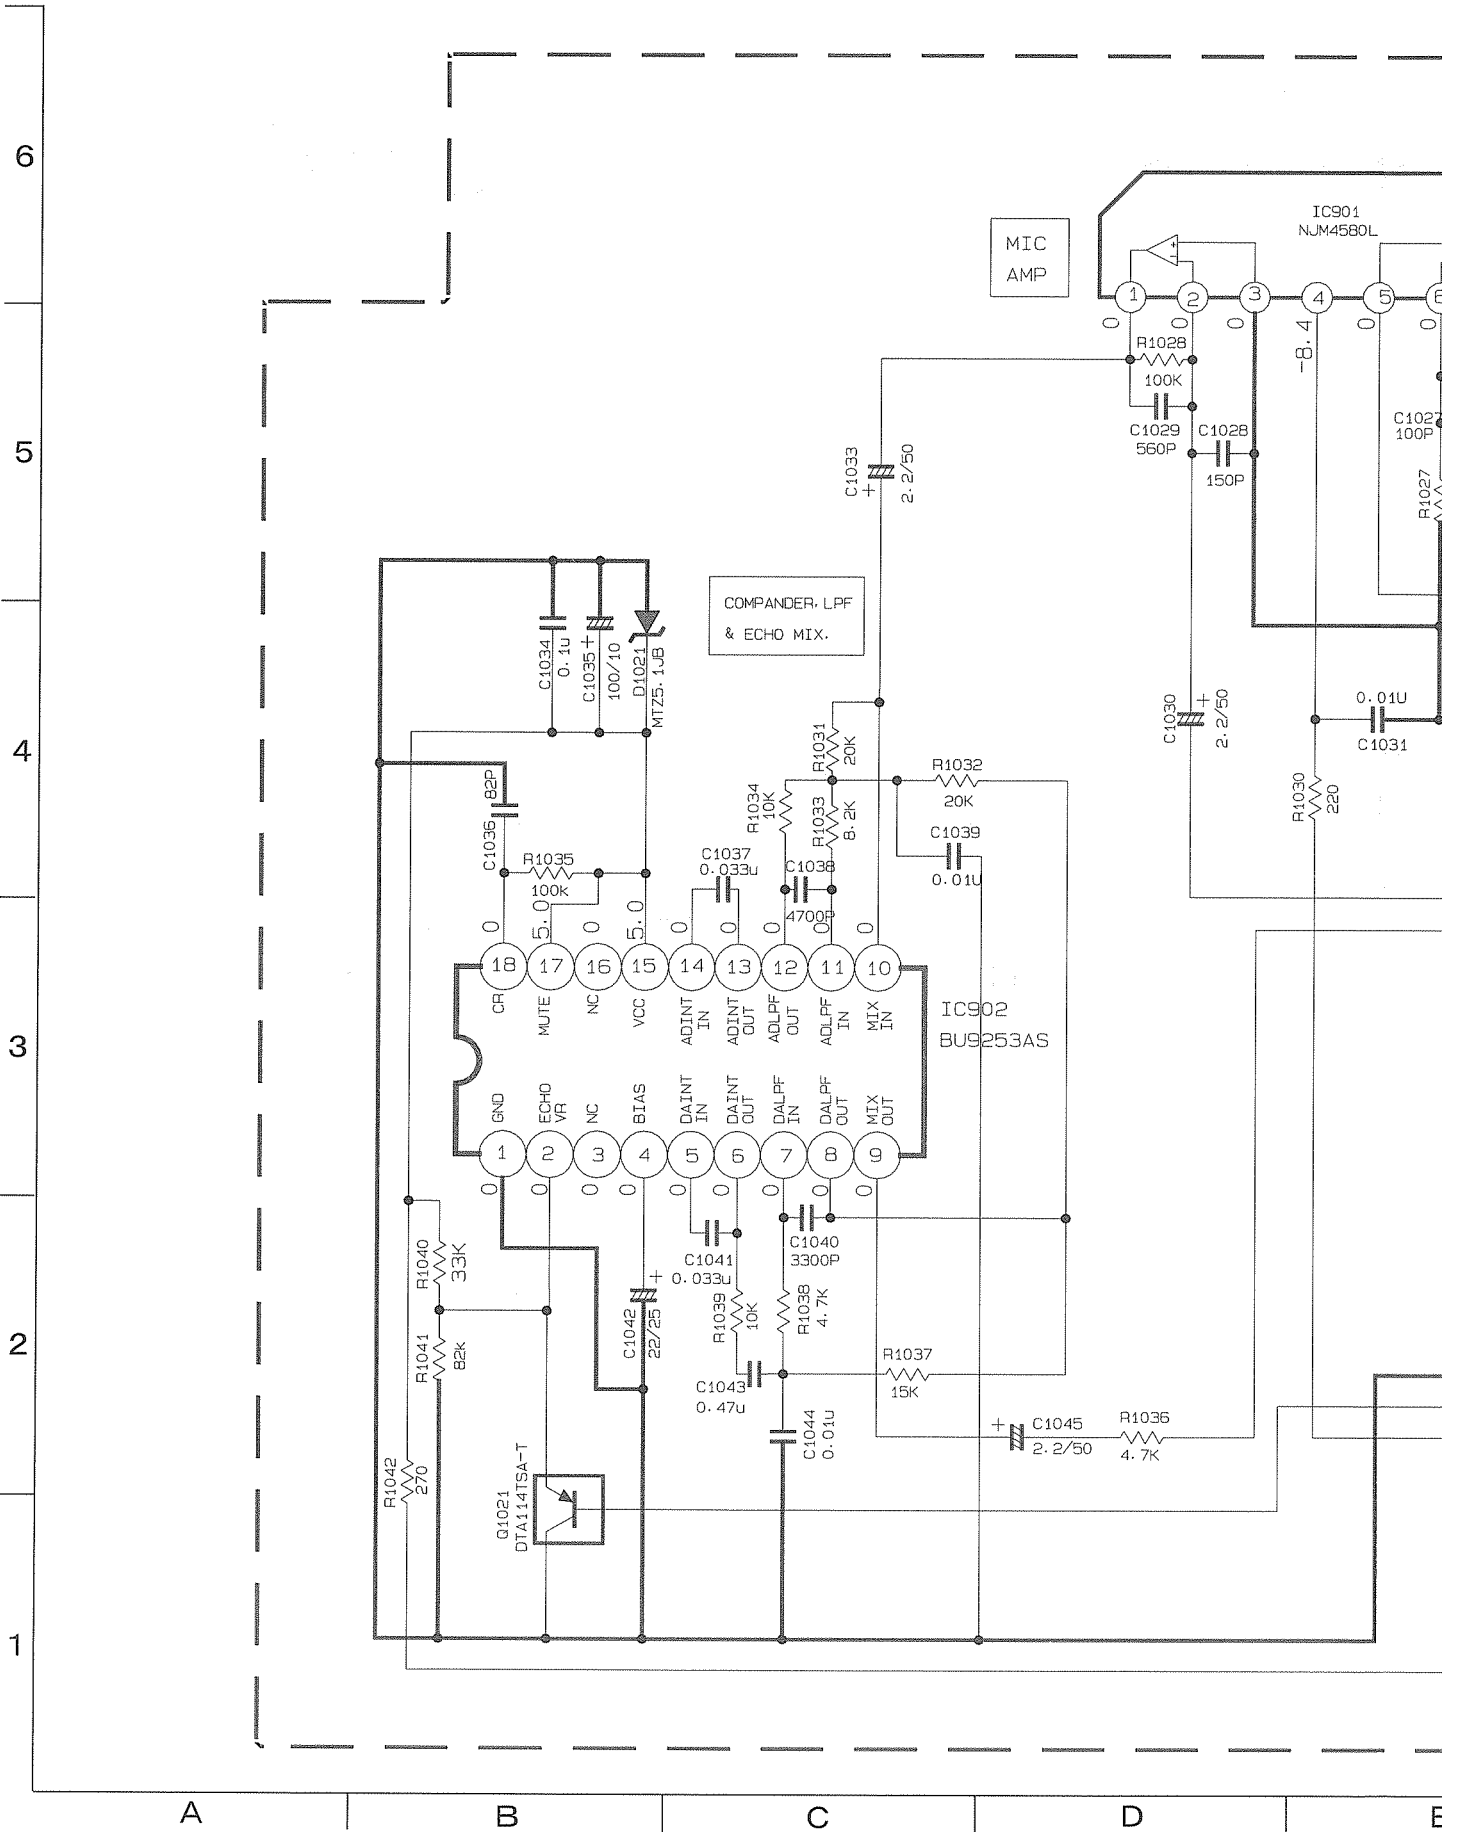 6
5
4
3
2
1
A
B
C
D
E
MIC
AMP
IC901
NJM4580L
1
2
3
4
5
6
0
0
0
-8.4
0
0
R1028
100K
C1029
560P
C1028
150P
C1027
100P
R1027
C1033
+
2.2/50
COMPANDER, LPF
& ECHO MIX.
C1034
0.1u
C1035
+
100/10
D1021
MTZ5.1JB
C1030
+
2.2/50
0.01U
C1031
R1030
220
R1031
20K
R1032
20K
R1034
10K
R1033
8.2K
C1039
0.01U
82P
C1036
R1035
100K
C1037
0.033u
C1038
4700P
0
5.0
0
5.0
0
0
0
0
0
18
17
16
15
14
13
12
11
10
CR
MUTE
NC
VCC
ADINT
IN
ADINT
OUT
ADLPF
OUT
ADLPF
IN
MIX
IN
IC902
BU9253AS
GND
ECHO
VR
NC
BIAS
DAINT
IN
DAINT
OUT
DALPF
IN
DALPF
OUT
MIX
OUT
1
2
3
4
5
6
7
8
9
0
0
0
0
0
0
0
0
0
C1041
0.033u
C1040
3300P
R1040
33K
R1041
82K
C1042
+
22/25
R1039
10K
R1038
4.7K
R1037
15K
C1043
0.47u
C1044
0.01u
+
C1045
2.2/50
R1036
4.7K
R1042
270
Q1021
DTA114TSA-T